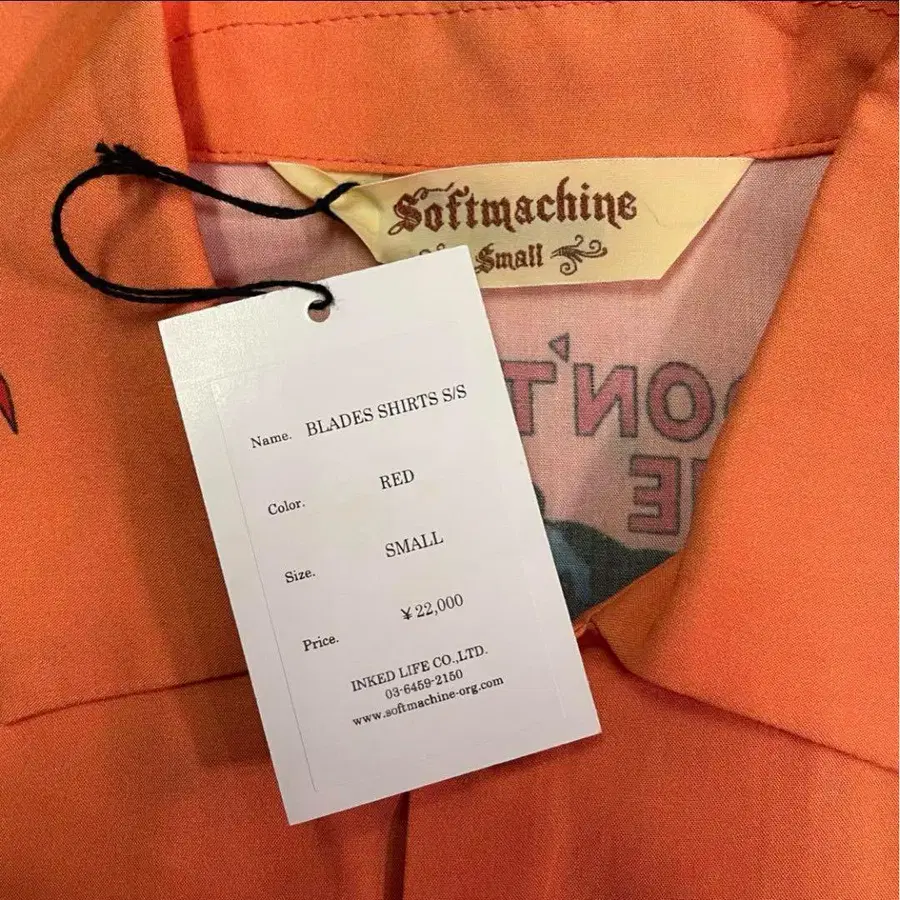 Softmachine
Small
Name. BLADES SHIRTS S/S
Color. RED
Size. SMALL
Price. ¥22,000
INKED LIFE CO.,LTD.
03-6459-2150
www.softmachine-org.com
ON'T